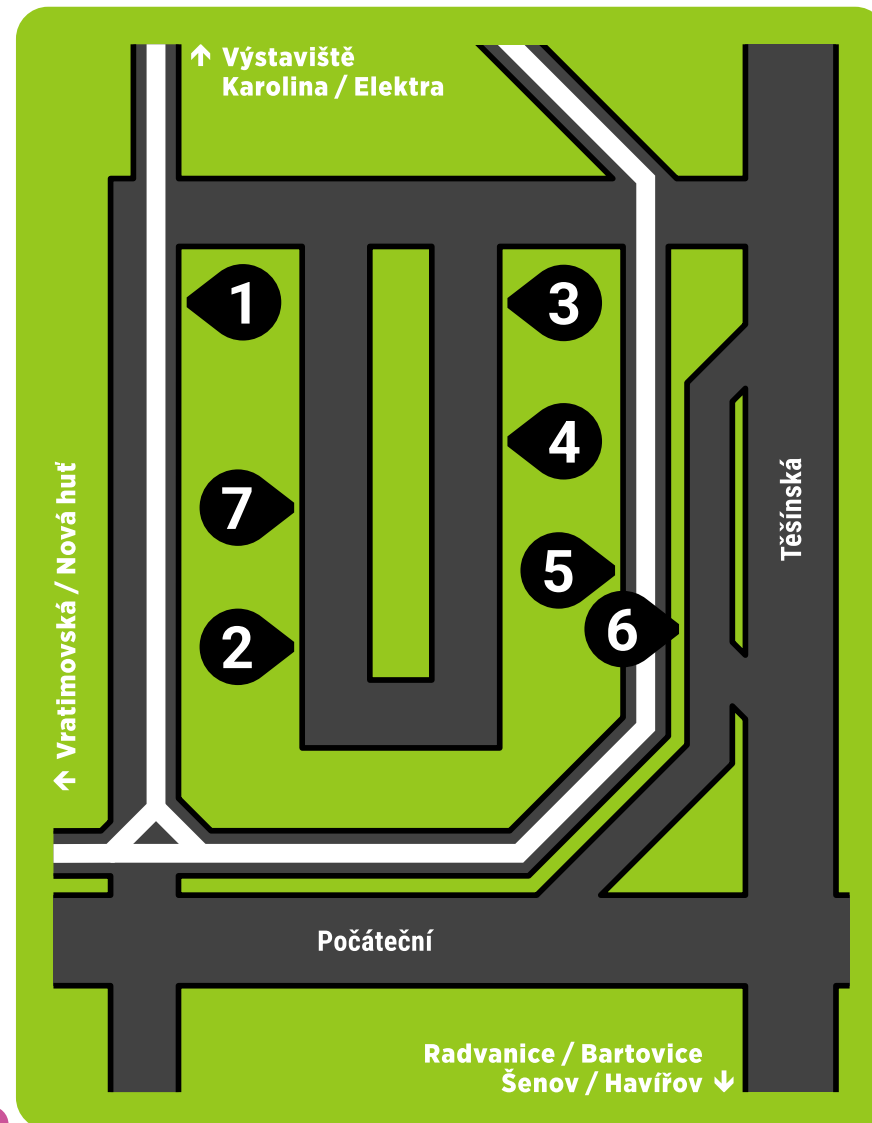 ↑ Výstaviště
Karolina / Elektra
1
3
4
7
5
6
2
↑ Vratimovská / Nová huť
Těšínská
Počáteční
Radvanice / Bartovice
Šenov / Havířov ↓